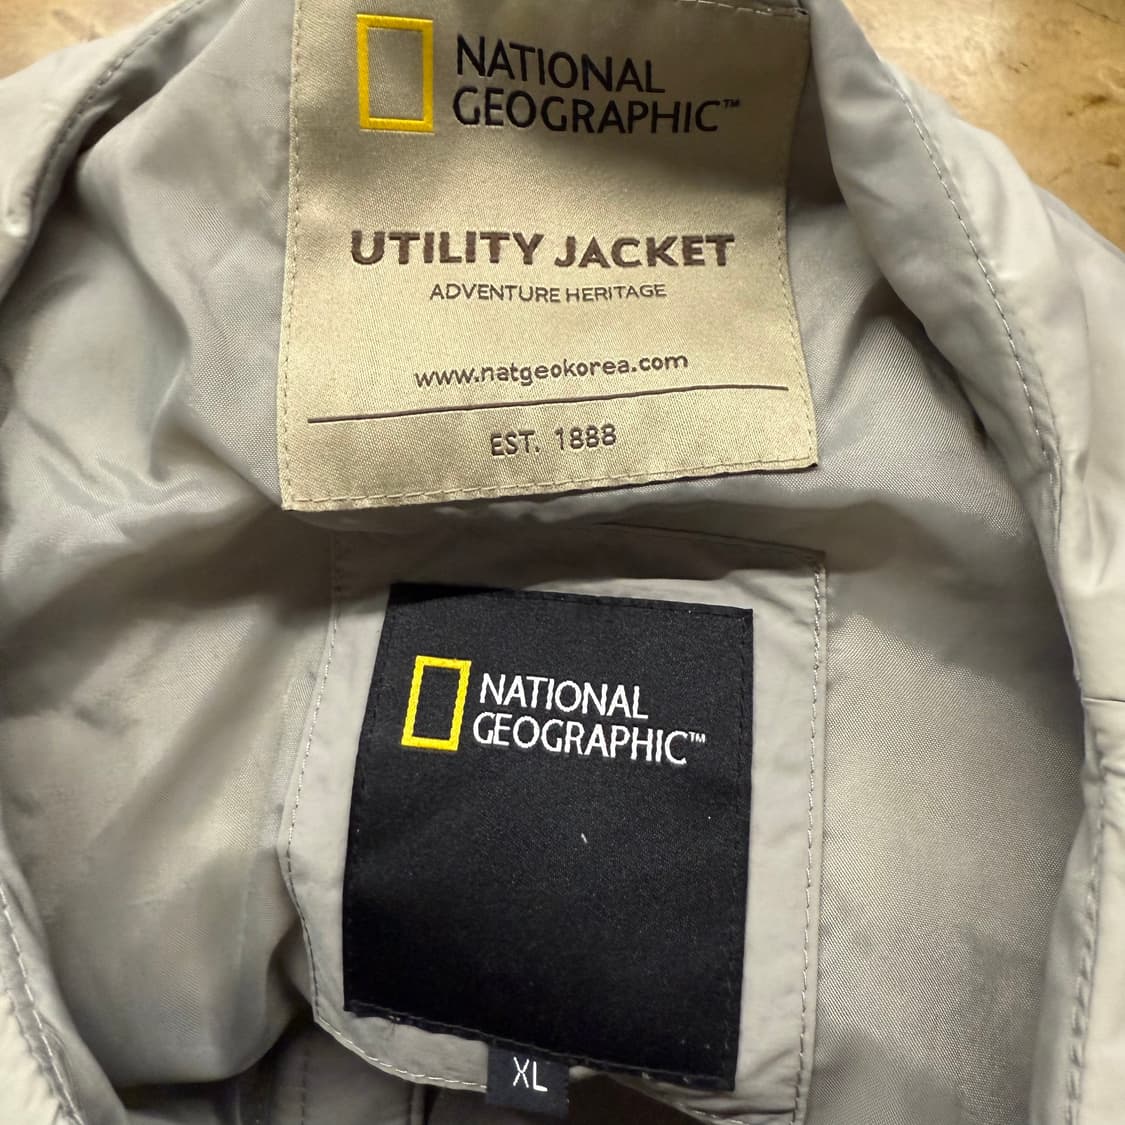 NATIONAL
GEOGRAPHIC™
UTILITY JACKET
ADVENTURE HERITAGE
www.natgeokorea.com
EST. 1888
NATIONAL
GEOGRAPHIC™
XL